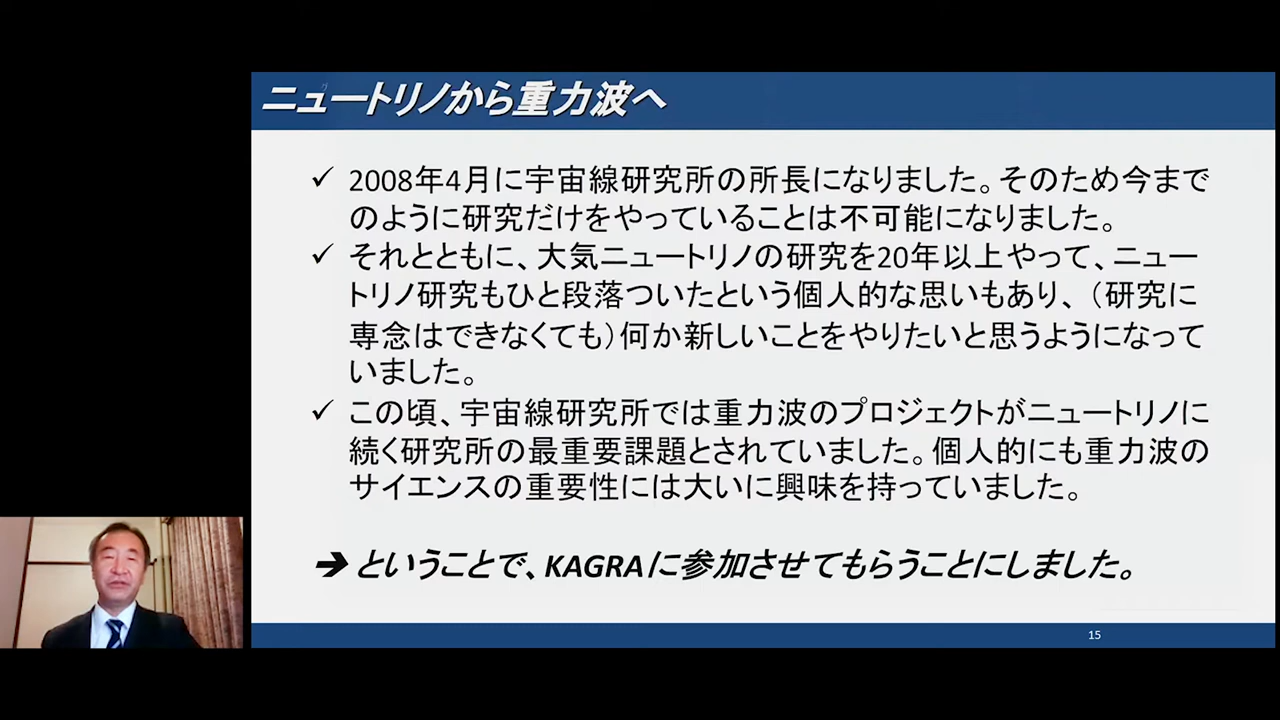 ニュートリノから重力波へ
✓ 2008年4月に宇宙線研究所の所長になりました。そのため今まで
のように研究だけをやっていることは不可能になりました。
✓ それとともに、大気ニュートリノの研究を20年以上やって、ニュー
トリノ研究もひと段落ついたという個人的な思いもあり、（研究に
専念はできなくても）何か新しいことをやりたいと思うようになって
いました。
✓ この頃、宇宙線研究所では重力波のプロジェクトがニュートリノに
続く研究所の最重要課題とされていました。個人的にも重力波の
サイエンスの重要性には大いに興味を持っていました。
➔ ということで、KAGRAに参加させてもらうことにしました。
15